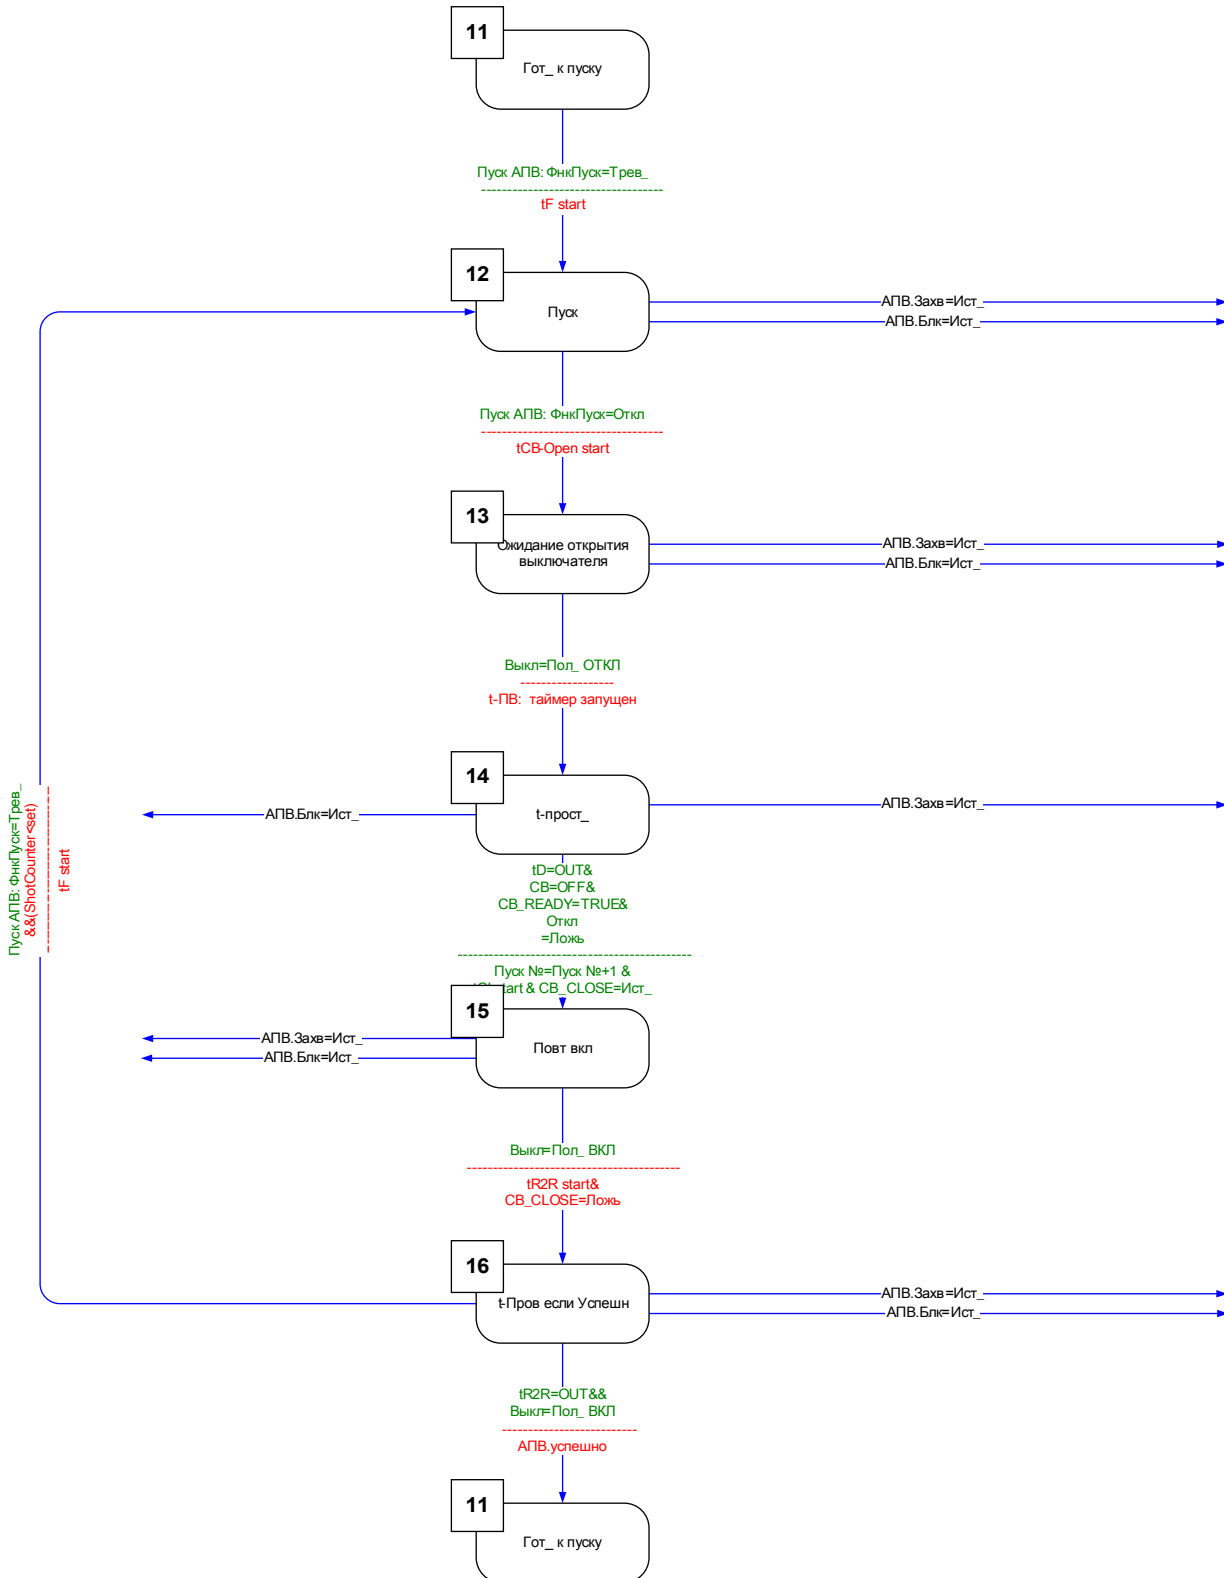 11
Гот_ к пуску
Пуск АПВ: ФнкПуск=Трев_
tF start
12
Пуск
АПВ.Захв=Ист_
АПВ.Блк=Ист_
Пуск АПВ: ФнкПуск=Откл
tCB-Open start
13
Ожидание открытия
выключателя
АПВ.Захв=Ист_
АПВ.Блк=Ист_
Выкл=Пол_ ОТКЛ
t-ПВ: таймер запущен
14
t-прост_
АПВ.Блк=Ист_
АПВ.Захв=Ист_
Пуск АПВ: ФнкПуск=Трев_
&&(ShotCounter<set)
tF start
tD=OUT&
CB=OFF&
CB_READY=TRUE&
Откл
=Ложь
Пуск №=Пуск №+1 &
& CB_CLOSE=Ист_
15
Повт вкл
АПВ.Захв=Ист_
АПВ.Блк=Ист_
Выкл=Пол_ ВКЛ
tR2R start&
CB_CLOSE=Ложь
16
t-Пров если Успешн
АПВ.Захв=Ист_
АПВ.Блк=Ист_
tR2R=OUT&&
Выкл=Пол_ ВКЛ
АПВ.успешно
11
Гот_ к пуску